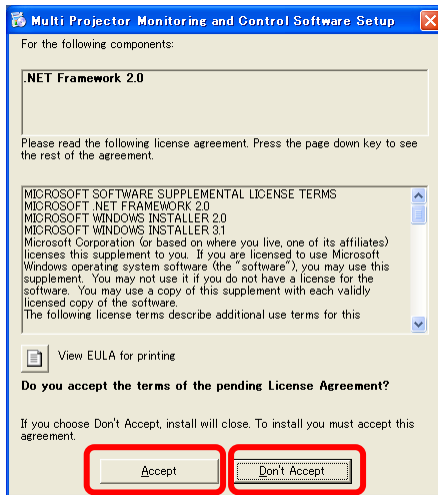 Multi Projector Monitoring and Control Software Setup
For the following components:
.NET Framework 2.0
Please read the following license agreement. Press the page down key to see
the rest of the agreement.
MICROSOFT SOFTWARE SUPPLEMENTAL LICENSE TERMS
MICROSOFT .NET FRAMEWORK 2.0
MICROSOFT WINDOWS INSTALLER 2.0
MICROSOFT WINDOWS INSTALLER 3.1
Microsoft Corporation (or based on where you live, one of its affiliates)
licenses this supplement to you. If you are licensed to use Microsoft
Windows operating system software (the "software"), you may use this
supplement. You may not use it if you do not have a license for the
software. You may use a copy of this supplement with each validly
licensed copy of the software.
The following license terms describe additional use terms for this
View EULA for printing
Do you accept the terms of the pending License Agreement?
If you choose Don't Accept, install will close. To install you must accept this
agreement.
Accept
Don't Accept